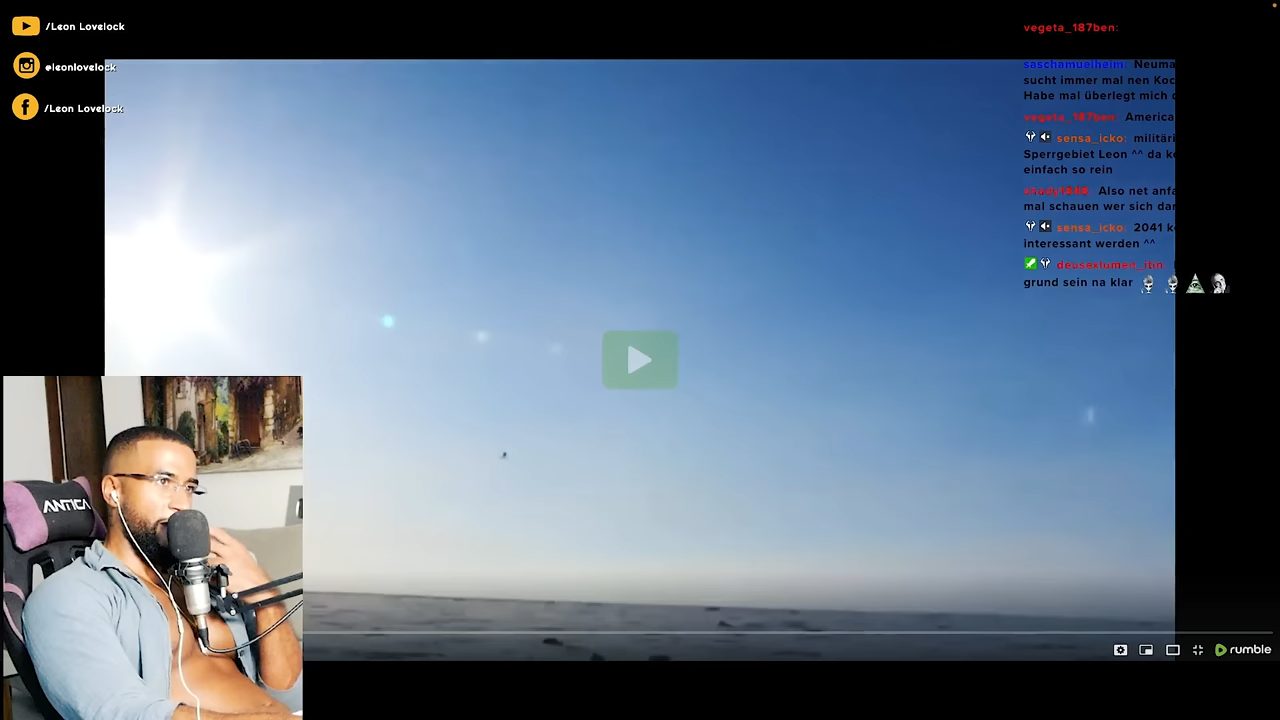 /Leon Lovelock
@leonlovelock
/Leon Lovelock
vegeta_187ben:
saschamuelheim: Neuma
sucht immer mal nen Koc
Habe mal überlegt mich
vegeta_187ben: America
sensa_icko: militäri
Sperrgebiet Leon ^^ da k
einfach so rein
Also net anfa
mal schauen wer sich dar
sensa_icko: 2041 k
interessant werden ^^
grund sein na klar
ANTICA
rumble